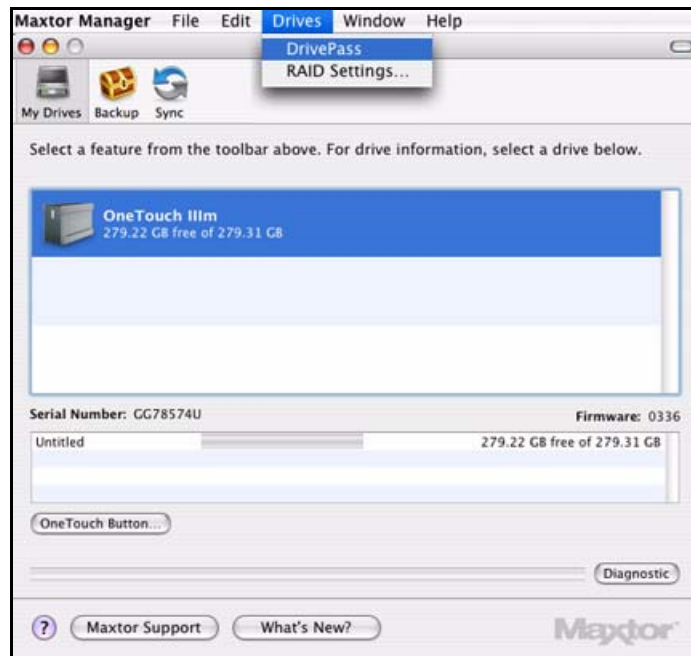 Maxtor Manager File Edit Drives Window Help
DrivePass
RAID Settings...
My Drives Backup Sync
Select a feature from the toolbar above. For drive information, select a drive below.
OneTouch IIIm
279.22 GB free of 279.31 GB
Serial Number: GG78574U Firmware: 0336
Untitled 279.22 GB free of 279.31 GB
OneTouch Button...
Diagnostic
? Maxtor Support What's New? Maxtor